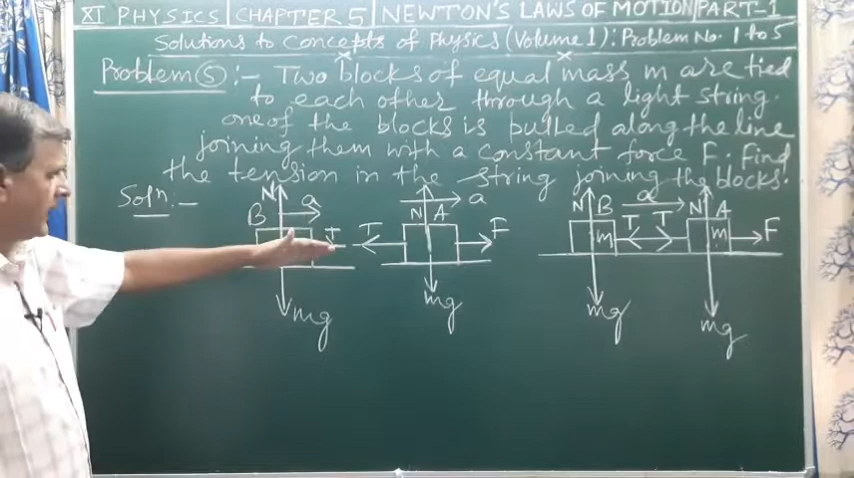 XI PHYSICS | CHAPTER 5 | NEWTON'S LAWS OF MOTION | PART-1
Solutions to Concepts of Physics (Volume 1): Problem No. 1 to 5
Problem 5 :- Two blocks of equal mass m are tied
to each other through a light string.
one of the blocks is pulled along the line
joining them with a constant force F. Find
the tension in the string joining the blocks.
Soln:-
N a B T mg
a N A T F mg
N B a T T N A m m F mg mg